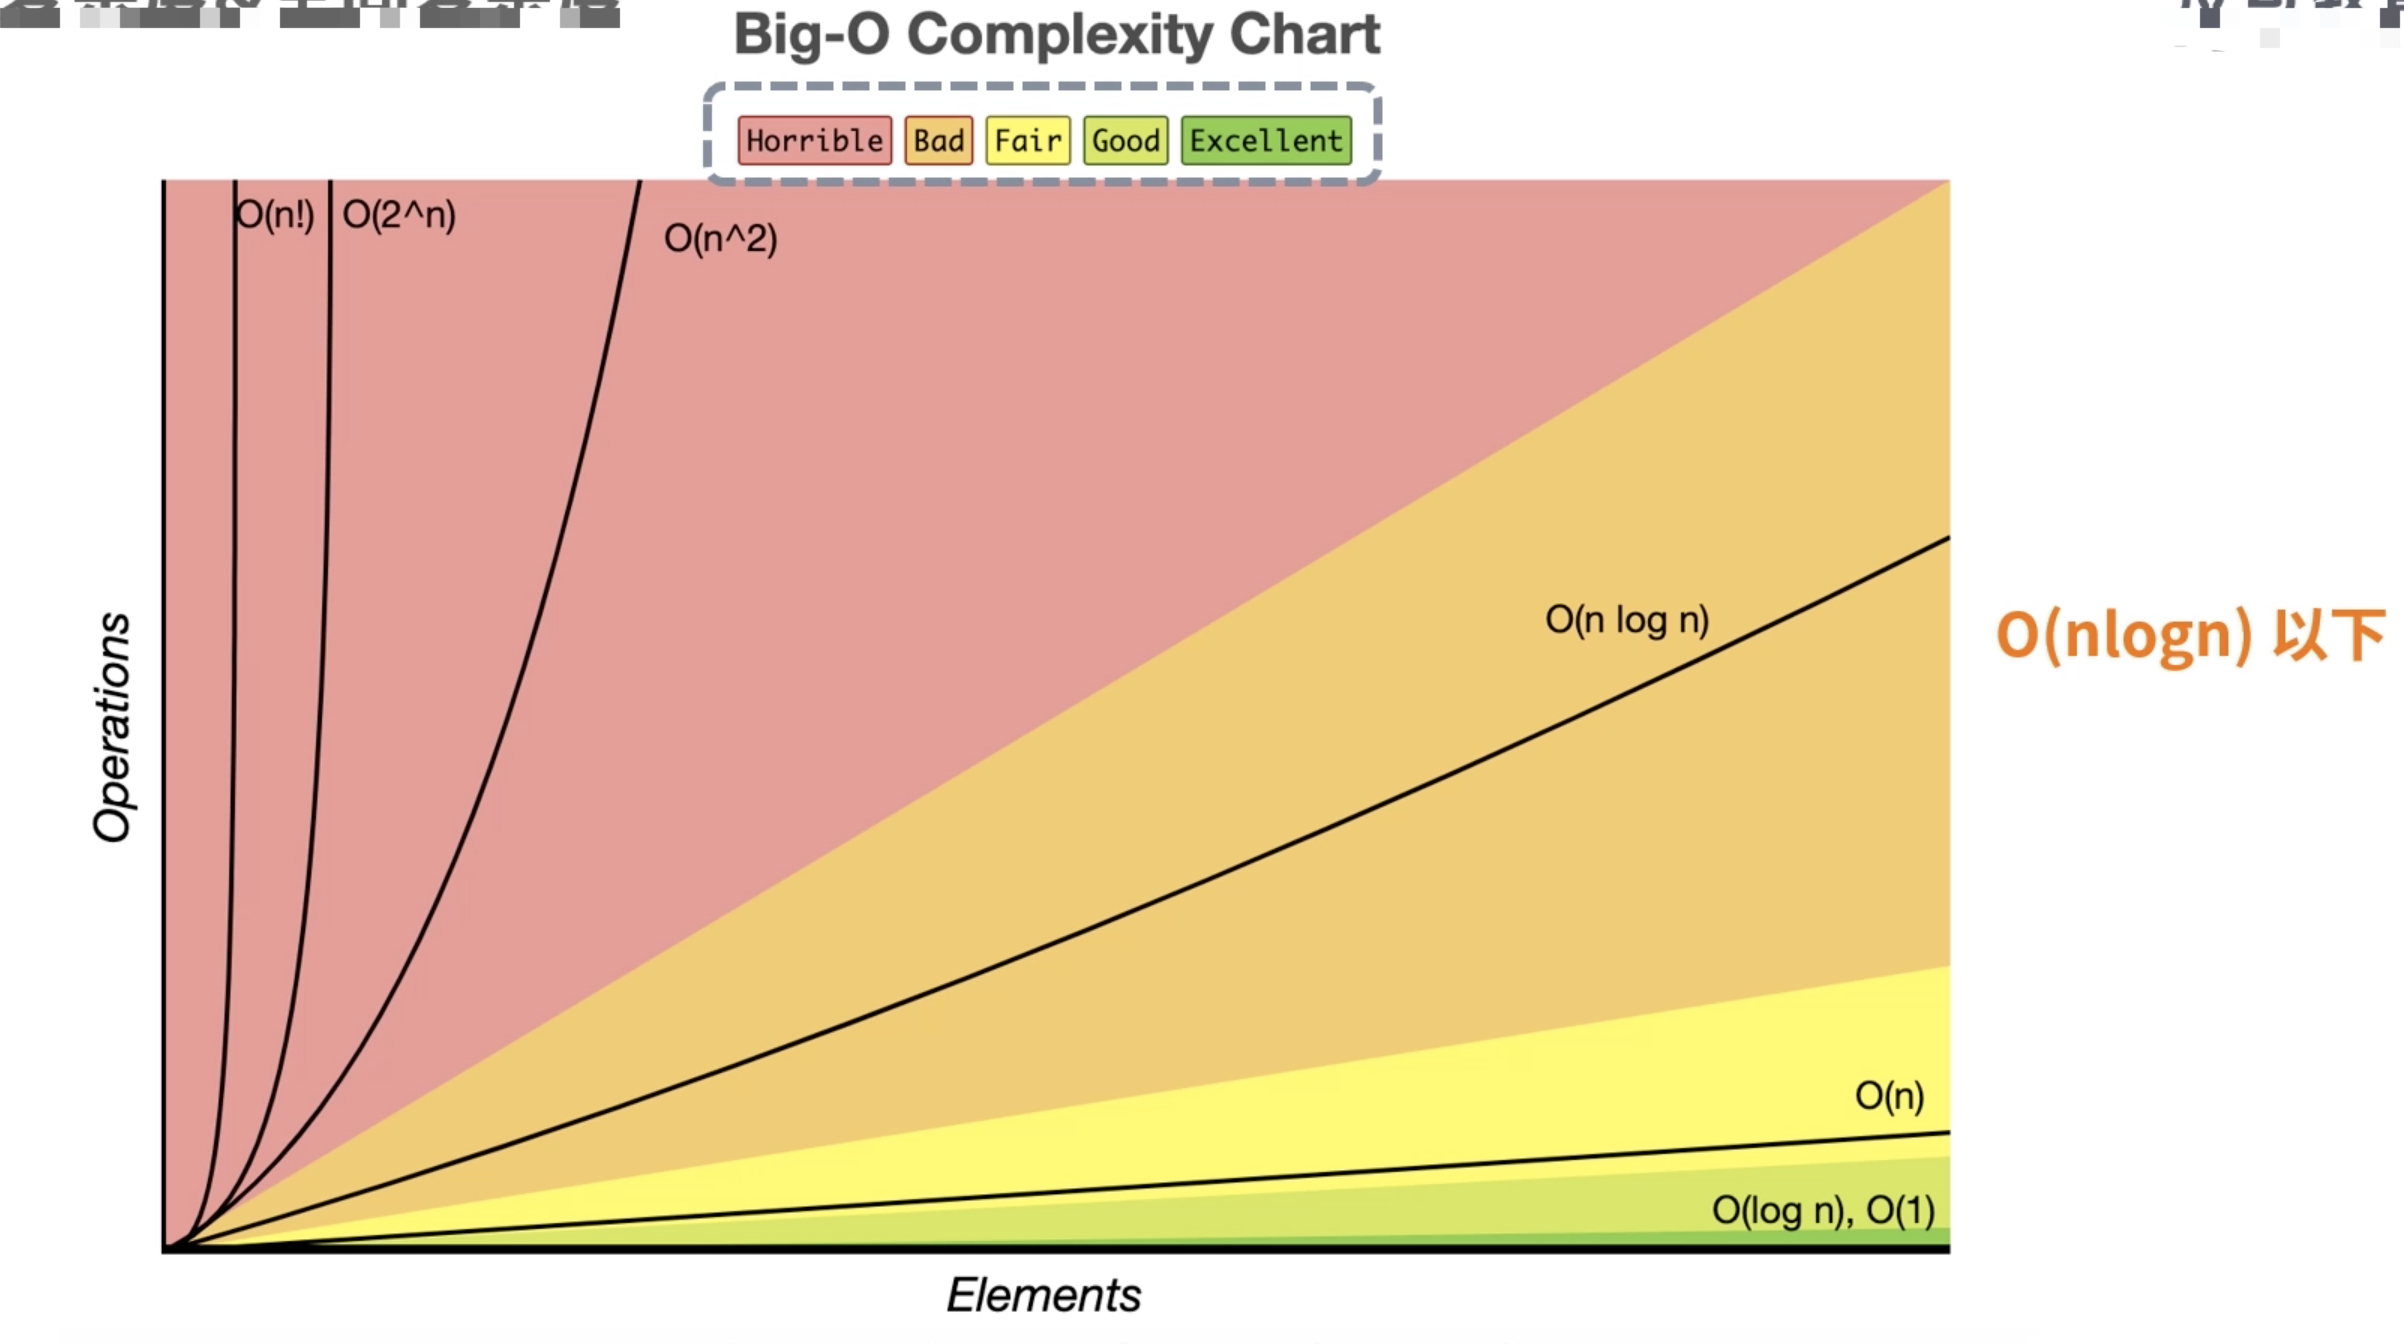 Big-O Complexity Chart
Horrible Bad Fair Good Excellent
O(n!) O(2^n)
O(n^2)
O(n log n)
O(nlogn) 以下
Operations
O(n)
O(log n), O(1)
Elements